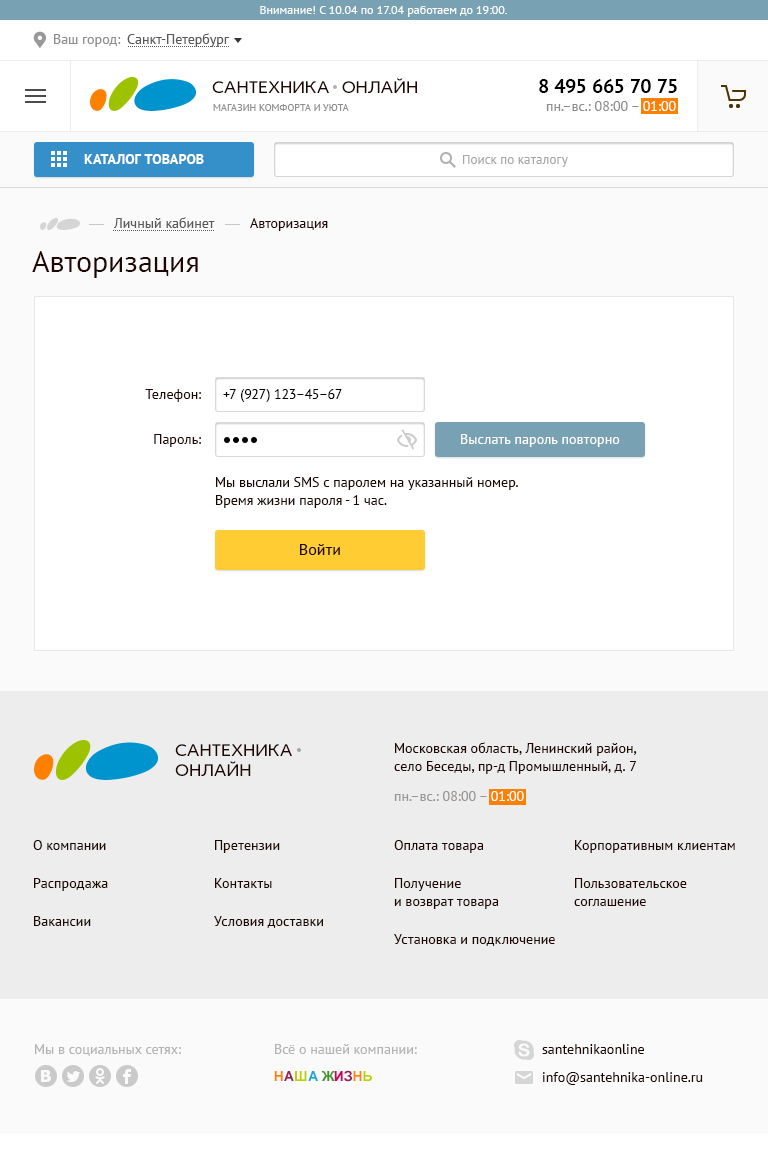 Внимание! С 10.04 по 17.04 работаем до 19:00.
Ваш город: Санкт-Петербург
САНТЕХНИКА • ОНЛАЙН
МАГАЗИН КОМФОРТА И УЮТА
8 495 665 70 75
пн.–вс.: 08:00 – 01:00
КАТАЛОГ ТОВАРОВ
Поиск по каталогу
— Личный кабинет — Авторизация
Авторизация
Телефон: +7 (927) 123–45–67
Пароль: ●●●● Выслать пароль повторно
Мы выслали SMS с паролем на указанный номер.
Время жизни пароля - 1 час.
Войти
САНТЕХНИКА •
ОНЛАЙН
Московская область, Ленинский район,
село Беседы, пр-д Промышленный, д. 7
пн.–вс.: 08:00 – 01:00
О компании
Распродажа
Вакансии
Претензии
Контакты
Условия доставки
Оплата товара
Получение
и возврат товара
Установка и подключение
Корпоративным клиентам
Пользовательское
соглашение
Мы в социальных сетях:
Всё о нашей компании:
НАША ЖИЗНЬ
santehnikaonline
info@santehnika-online.ru